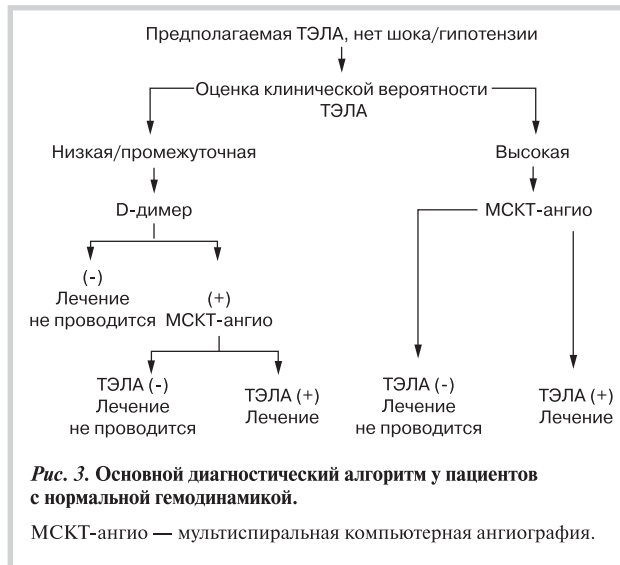 Предполагаемая ТЭЛА, нет шока/гипотензии
Оценка клинической вероятности
ТЭЛА
Низкая/промежуточная
Высокая
D-димер
МСКТ-ангио
(-)
Лечение
не проводится
(+)
МСКТ-ангио
ТЭЛА (-)
Лечение
не проводится
ТЭЛА (+)
Лечение
ТЭЛА (-)
Лечение
не проводится
ТЭЛА (+)
Лечение
Рис. 3. Основной диагностический алгоритм у пациентов
с нормальной гемодинамикой.
МСКТ-ангио — мультиспиральная компьютерная ангиография.